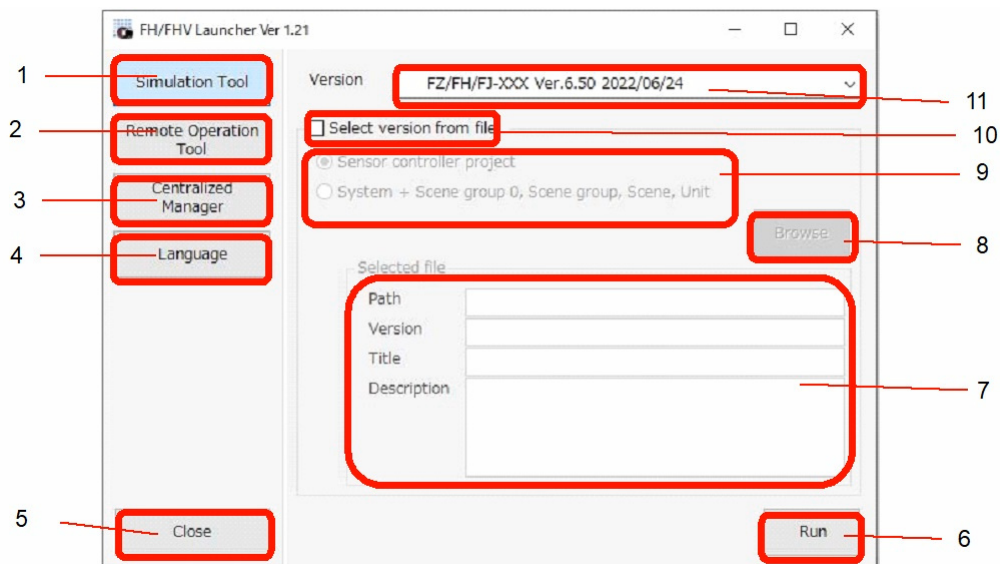 FH/FHV Launcher Ver 1.21
1
Simulation Tool
Version
FZ/FH/FJ-XXX Ver.6.50 2022/06/24
11
2
Remote Operation
Tool
Select version from file
10
Sensor controller project
9
3
Centralized
Manager
System + Scene group 0, Scene group, Scene, Unit
4
Language
Browse
8
Selected file
Path
Version
Title
Description
7
5
Close
Run
6